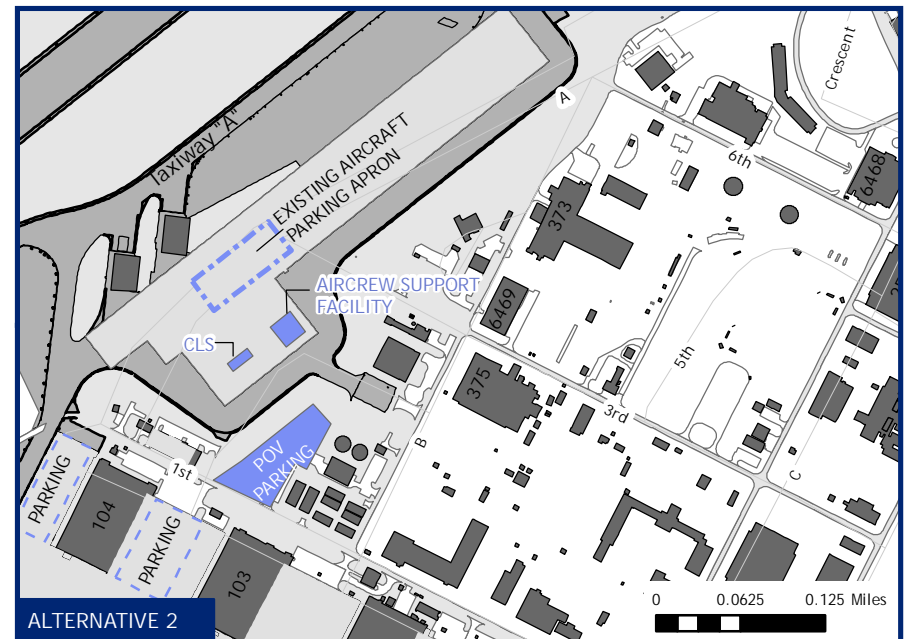 Crescent
A
Taxiway "A"
EXISTING AIRCRAFT
PARKING APRON
6th
6468
373
AIRCREW SUPPORT
FACILITY
6469
CLS
5th
375
3rd
B
C
POV
PARKING
1st
PARKING
104
PARKING
103
0 0.0625 0.125 Miles
ALTERNATIVE 2